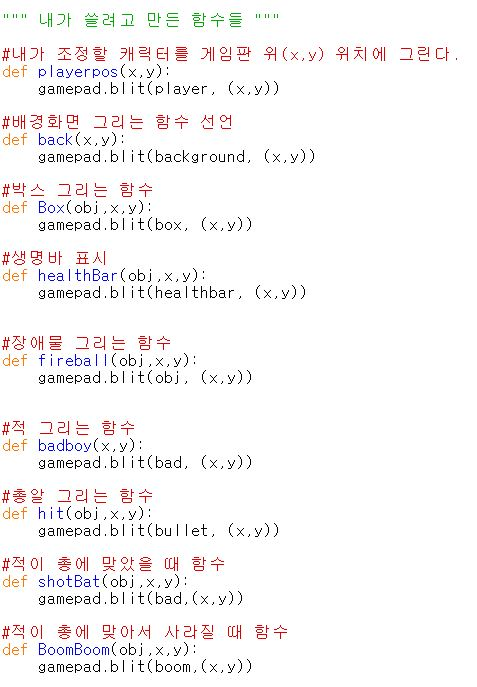 """ 내가 쓸려고 만든 함수들 """
#내가 조정할 캐릭터를 게임판 위(x,y) 위치에 그린다.
def playerpos(x,y):
    gamepad.blit(player, (x,y))
#배경화면 그리는 함수 선언
def back(x,y):
    gamepad.blit(background, (x,y))
#박스 그리는 함수
def Box(obj,x,y):
    gamepad.blit(box, (x,y))
#생명바 표시
def healthBar(obj,x,y):
    gamepad.blit(healthbar, (x,y))
#장애물 그리는 함수
def fireball(obj,x,y):
    gamepad.blit(obj, (x,y))
#적 그리는 함수
def badboy(x,y):
    gamepad.blit(bad, (x,y))
#총알 그리는 함수
def hit(obj,x,y):
    gamepad.blit(bullet, (x,y))
#적이 총에 맞았을 때 함수
def shotBat(obj,x,y):
    gamepad.blit(bad,(x,y))
#적이 총에 맞아서 사라질 때 함수
def BoomBoom(obj,x,y):
    gamepad.blit(boom,(x,y))